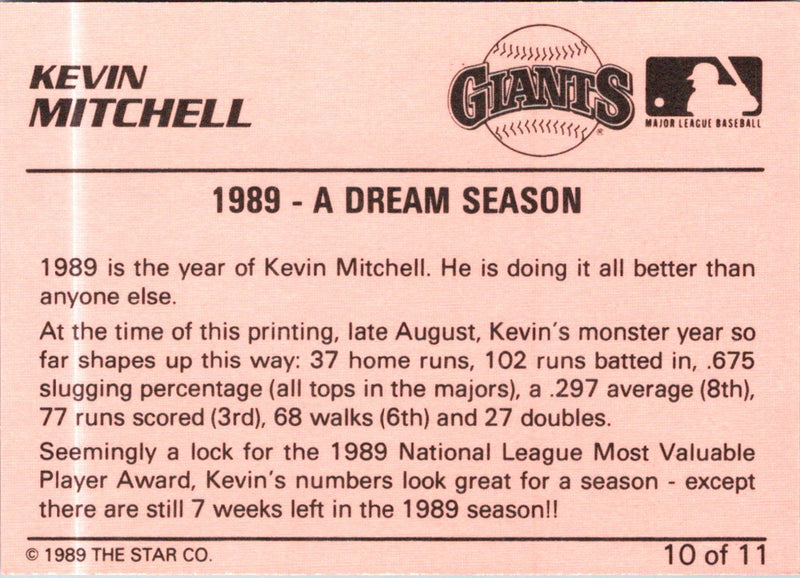 KEVIN
MITCHELL
GIANTS
MAJOR LEAGUE BASEBALL
1989 - A DREAM SEASON
1989 is the year of Kevin Mitchell. He is doing it all better than
anyone else.
At the time of this printing, late August, Kevin's monster year so
far shapes up this way: 37 home runs, 102 runs batted in, .675
slugging percentage (all tops in the majors), a .297 average (8th),
77 runs scored (3rd), 68 walks (6th) and 27 doubles.
Seemingly a lock for the 1989 National League Most Valuable
Player Award, Kevin's numbers look great for a season - except
there are still 7 weeks left in the 1989 season!!
© 1989 THE STAR CO.
10 of 11